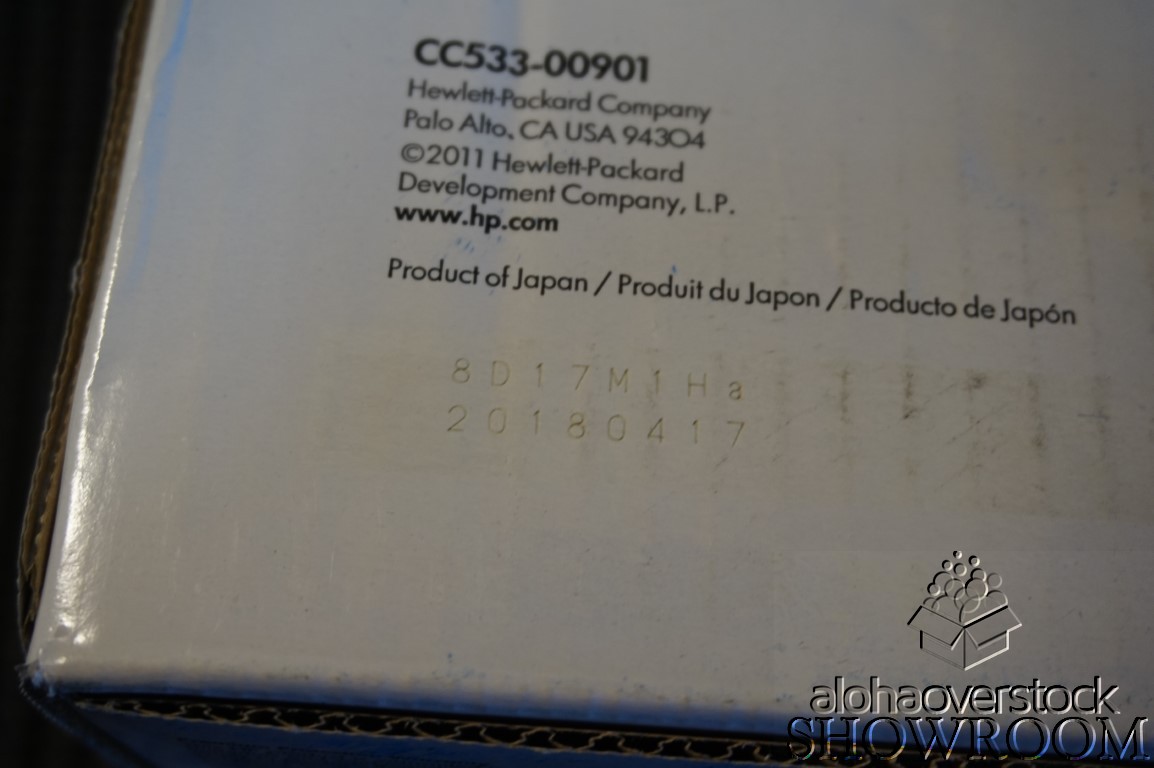 CC533-00901
Hewlett-Packard Company
Palo Alto, CA USA 94304
©2011 Hewlett-Packard
Development Company, L.P.
www.hp.com
Product of Japan / Produit du Japon / Producto de Japón
8D17M1Ha
20180417
alohaoverstock
SHOWROOM